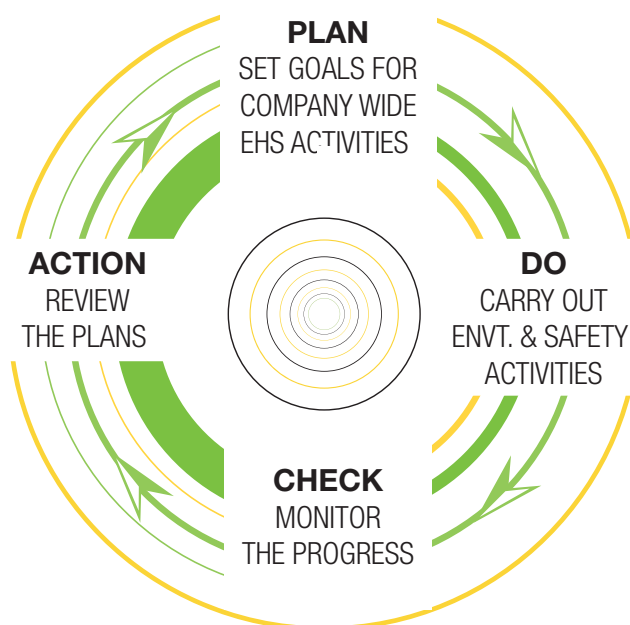 PLAN
SET GOALS FOR
COMPANY WIDE
EHS ACTIVITIES
ACTION
REVIEW
THE PLANS
DO
CARRY OUT
ENVT. & SAFETY
ACTIVITIES
CHECK
MONITOR
THE PROGRESS